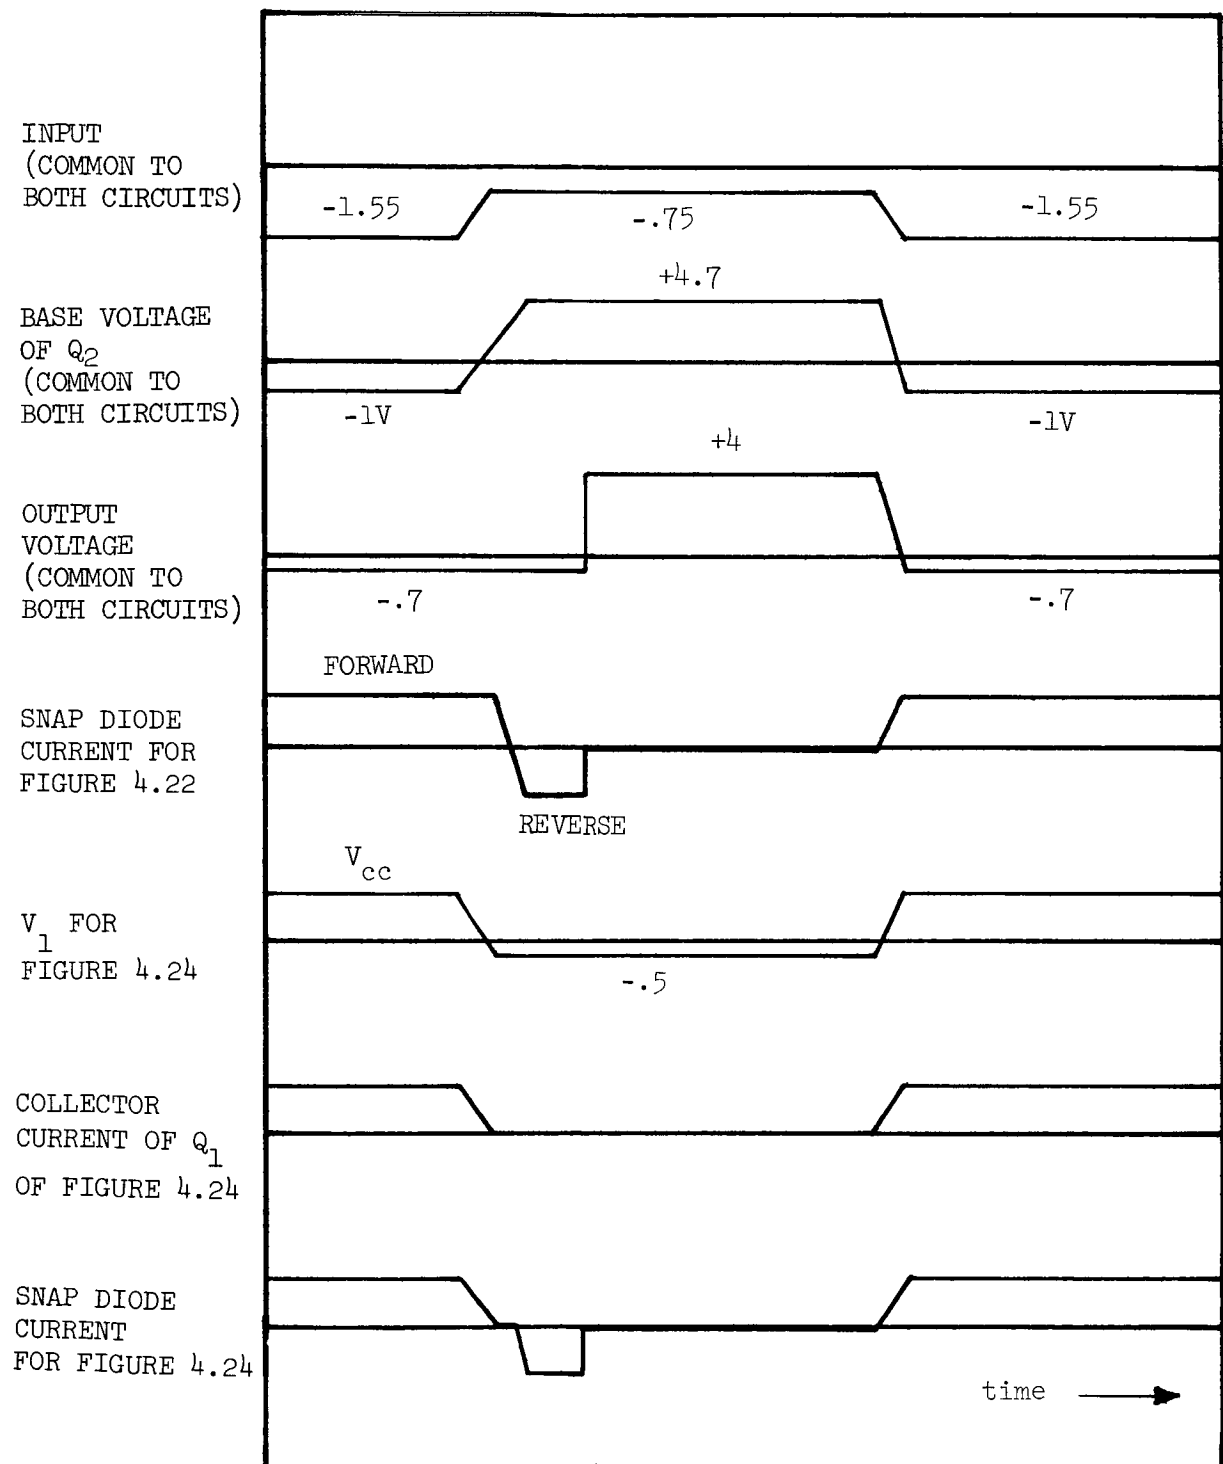 INPUT
(COMMON TO
BOTH CIRCUITS)
-1.55
-.75
-1.55
BASE VOLTAGE
OF Q2
(COMMON TO
BOTH CIRCUITS)
+4.7
-1V
-1V
OUTPUT
VOLTAGE
(COMMON TO
BOTH CIRCUITS)
+4
-.7
-.7
SNAP DIODE
CURRENT FOR
FIGURE 4.22
FORWARD
REVERSE
V1 FOR
FIGURE 4.24
Vcc
-.5
COLLECTOR
CURRENT OF Q1
OF FIGURE 4.24
SNAP DIODE
CURRENT
FOR FIGURE 4.24
time